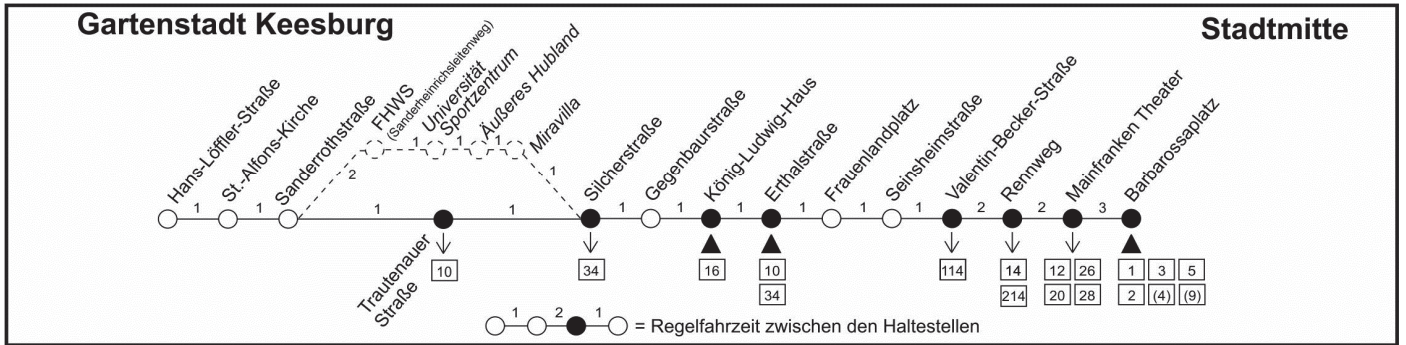 Gartenstadt Keesburg
Stadtmitte
Hans-Löffler-Straße
St.-Alfons-Kirche
Sanderrothstraße
FHWS
(Sanderheinrichsleitenweg)
Universität
Sportzentrum
Äußeres Hubland
Miravilla
Silcherstraße
Gegenbaurstraße
König-Ludwig-Haus
Erthalstraße
Frauenlandplatz
Seinsheimstraße
Valentin-Becker-Straße
Rennweg
Mainfranken Theater
Barbarossaplatz
1 1 1
2 1
1 1 1 1 1 1 1 1 1 2 2 3
Trautenauer
Straße
10 34 16 10 114 14 12 26 1 3 5
34 214 20 28 2 (4) (9)
1 2 1
= Regelfahrzeit zwischen den Haltestellen